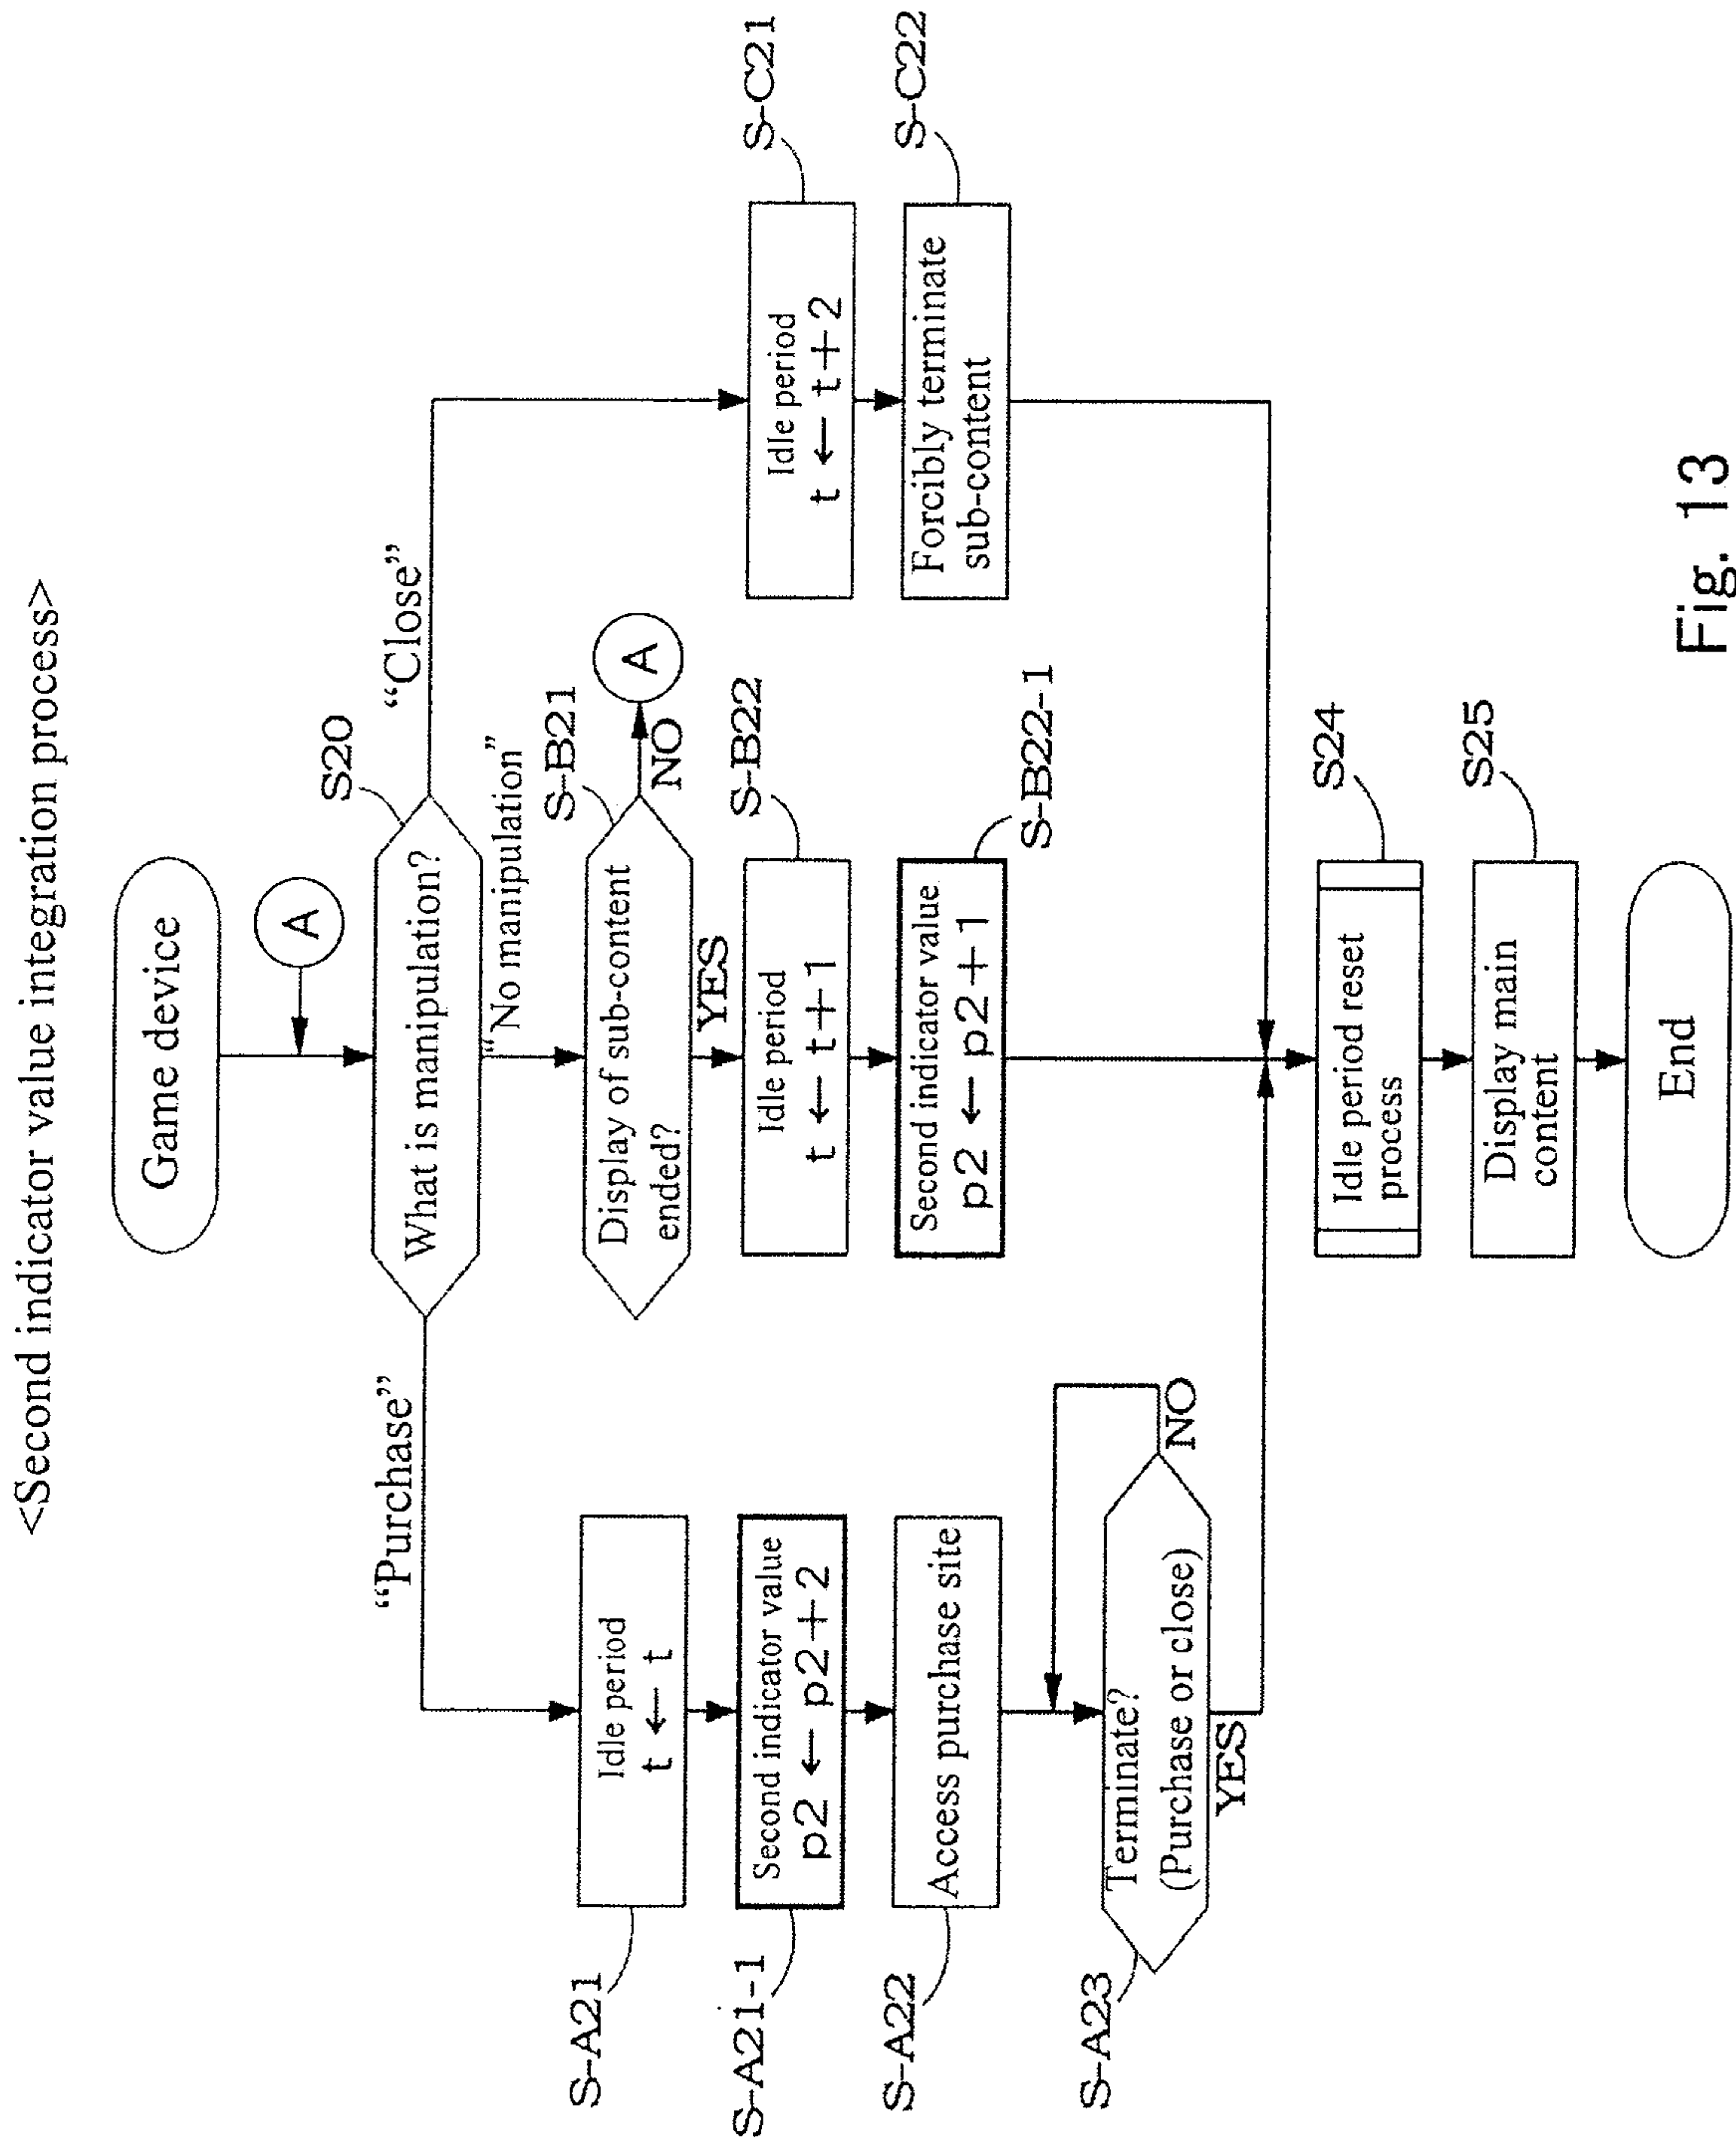 <Second indicator value integration process>
Game device
A
What is manipulation?
S20
“Purchase”
“No manipulation”
“Close”
S-A21
Idle period
t ← t
S-A21-1
Second indicator value
p2 ← p2+2
S-A22
Access purchase site
S-A23
Terminate?
(Purchase or close)
NO
YES
S-B21
Display of sub-content
ended?
NO
A
YES
S-B22
Idle period
t ← t+1
S-B22-1
Second indicator value
p2 ← p2+1
S-C21
Idle period
t ← t+2
S-C22
Forcibly terminate
sub-content
S24
Idle period reset
process
S25
Display main
content
End
Fig. 13